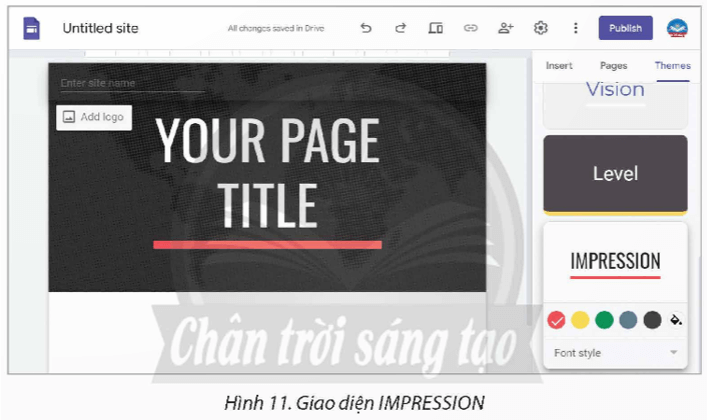 Untitled site
All changes saved in Drive
Publish
Insert Pages Themes
Enter site name
Add logo
YOUR PAGE
TITLE
Vision
Level
IMPRESSION
Font style
Chân trời sáng tạo
Hình 11. Giao diện IMPRESSION